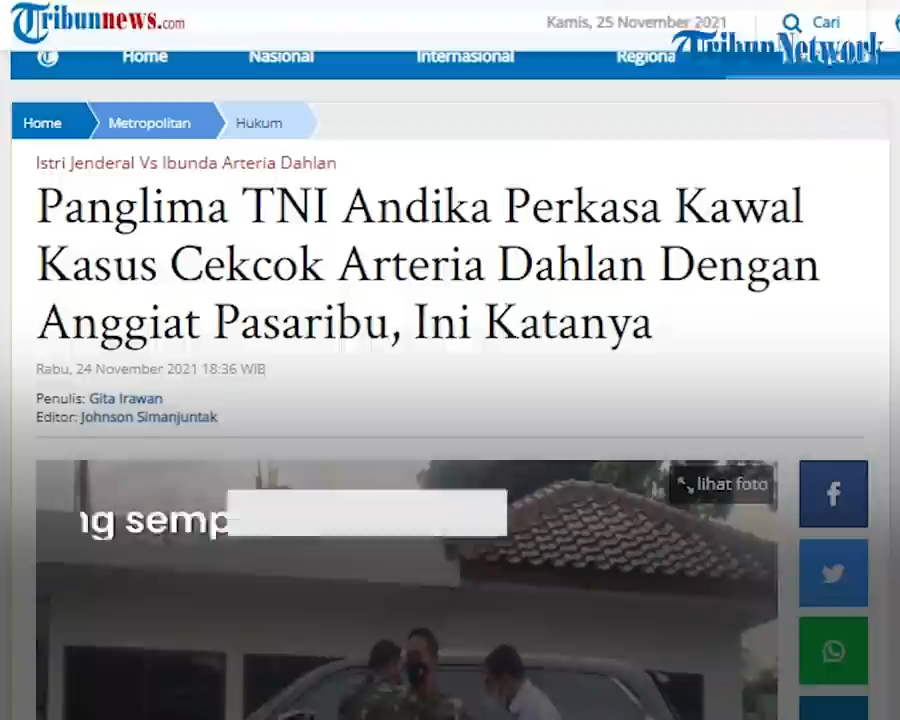 Tribunnews.com
Kamis, 25 November 2021
Cari
TribunNetwork
Home
Nasional
Internasional
Regiona
Home
Metropolitan
Hukum
Istri Jenderal Vs Ibunda Arteria Dahlan
Panglima TNI Andika Perkasa Kawal
Kasus Cekcok Arteria Dahlan Dengan
Anggiat Pasaribu, Ini Katanya
Rabu, 24 November 2021 18:36 WIB
Penulis: Gita Irawan
Editor: Johnson Simanjuntak
lihat foto
ng semp